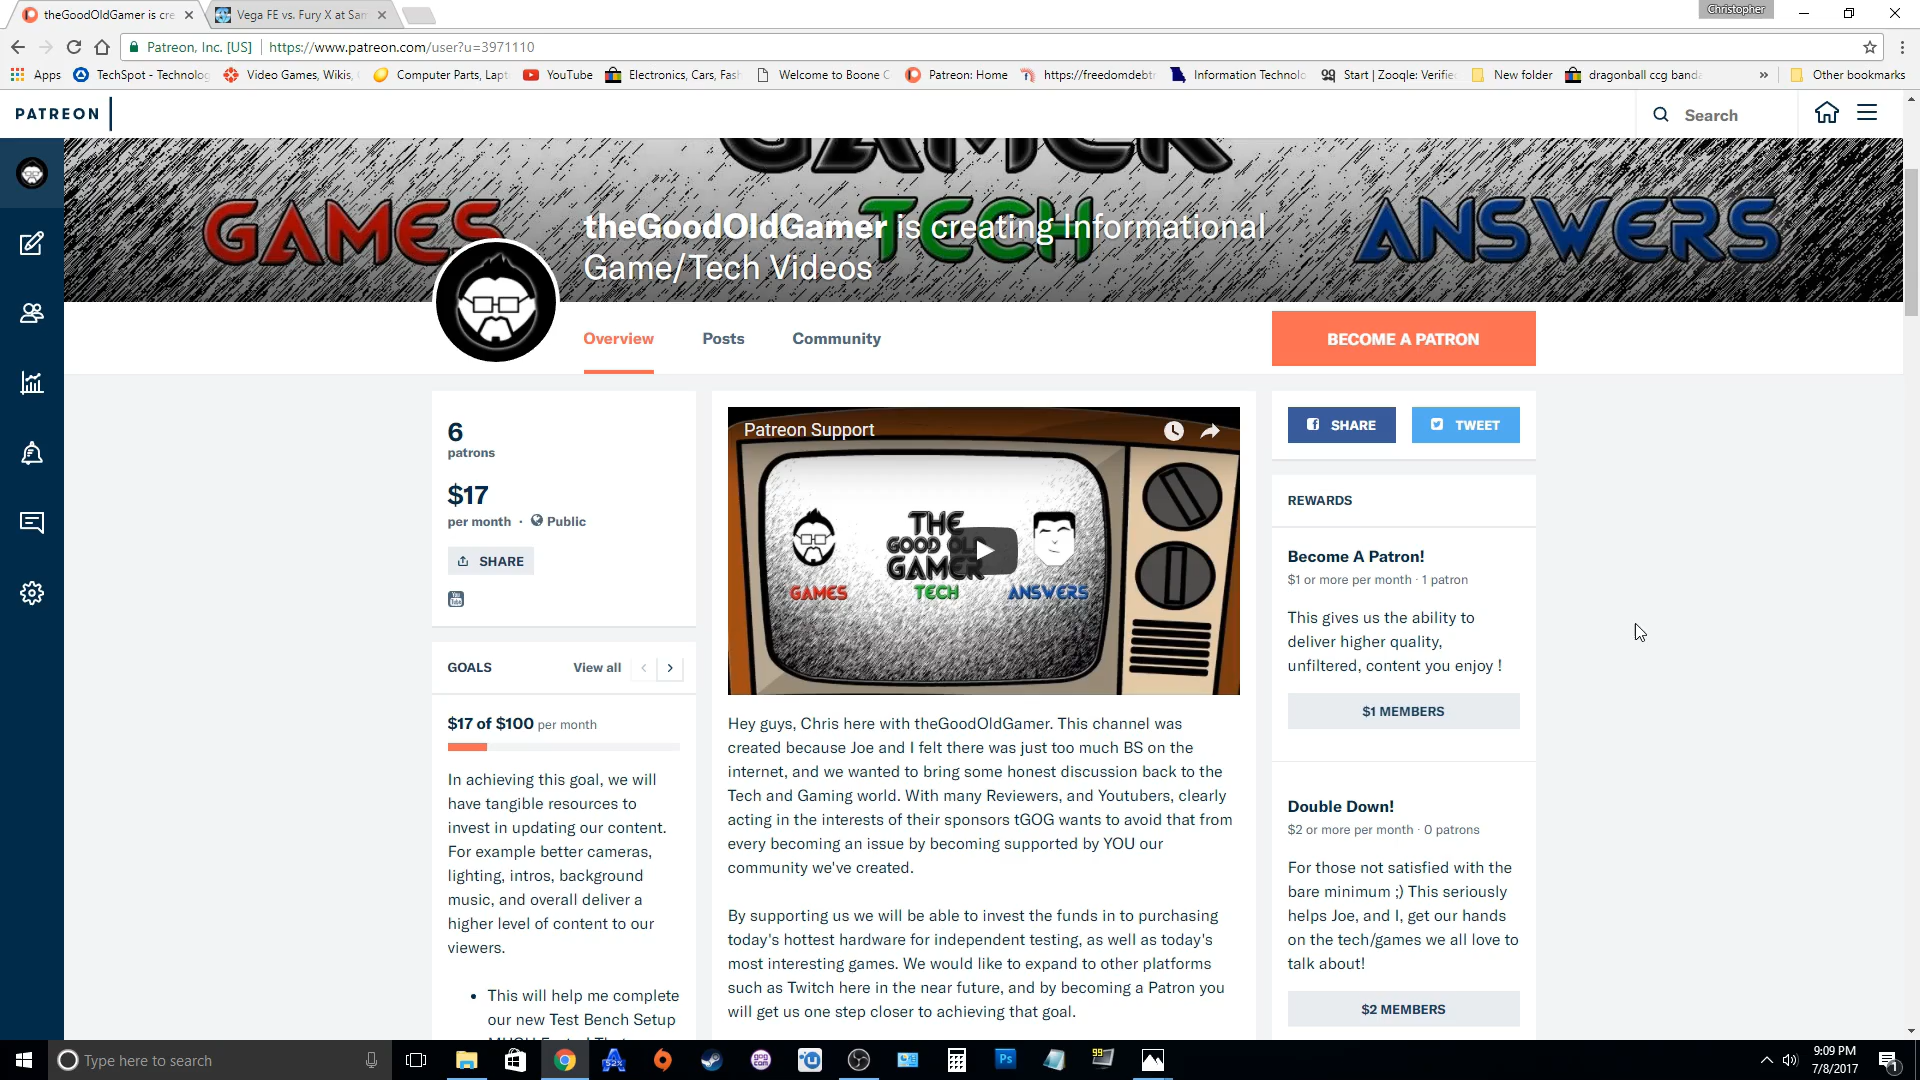 theGoodOldGamer is cre
Vega FE vs. Fury X at Sam
Christopher
Patreon, Inc. [US]
https://www.patreon.com/user?u=3971110
Apps
TechSpot - Technolog
Video Games, Wikis,
Computer Parts, Lapt
YouTube
Electronics, Cars, Fas
Welcome to Boone C
Patreon: Home
https://freedomdebt
Information Technolo
Start | Zooqle: Verifie
New folder
dragonball ccg banda
»
Other bookmarks
PATREON
Search
GAMER
GAMES
TECH
ANSWERS
theGoodOldGamer is creating Informational
Game/Tech Videos
Overview
Posts
Community
BECOME A PATRON
6
patrons
$17
per month · Public
SHARE
You Tube
GOALS
View all
$17 of $100 per month
In achieving this goal, we will
have tangible resources to
invest in updating our content.
For example better cameras,
lighting, intros, background
music, and overall deliver a
higher level of content to our
viewers.
• This will help me complete
our new Test Bench Setup
Patreon Support
THE
GOOD OLD
GAMER
GAMES
TECH
ANSWERS
Hey guys, Chris here with theGoodOldGamer. This channel was
created because Joe and I felt there was just too much BS on the
internet, and we wanted to bring some honest discussion back to the
Tech and Gaming world. With many Reviewers, and Youtubers, clearly
acting in the interests of their sponsors tGOG wants to avoid that from
every becoming an issue by becoming supported by YOU our
community we've created.
By supporting us we will be able to invest the funds in to purchasing
today's hottest hardware for independent testing, as well as today's
most interesting games. We would like to expand to other platforms
such as Twitch here in the near future, and by becoming a Patron you
will get us one step closer to achieving that goal.
SHARE
TWEET
REWARDS
Become A Patron!
$1 or more per month · 1 patron
This gives us the ability to
deliver higher quality,
unfiltered, content you enjoy !
$1 MEMBERS
Double Down!
$2 or more per month · 0 patrons
For those not satisfied with the
bare minimum ;) This seriously
helps Joe, and I, get our hands
on the tech/games we all love to
talk about!
$2 MEMBERS
Type here to search
52%
GOG
COM
Ps
99
9:09 PM
7/8/2017
1